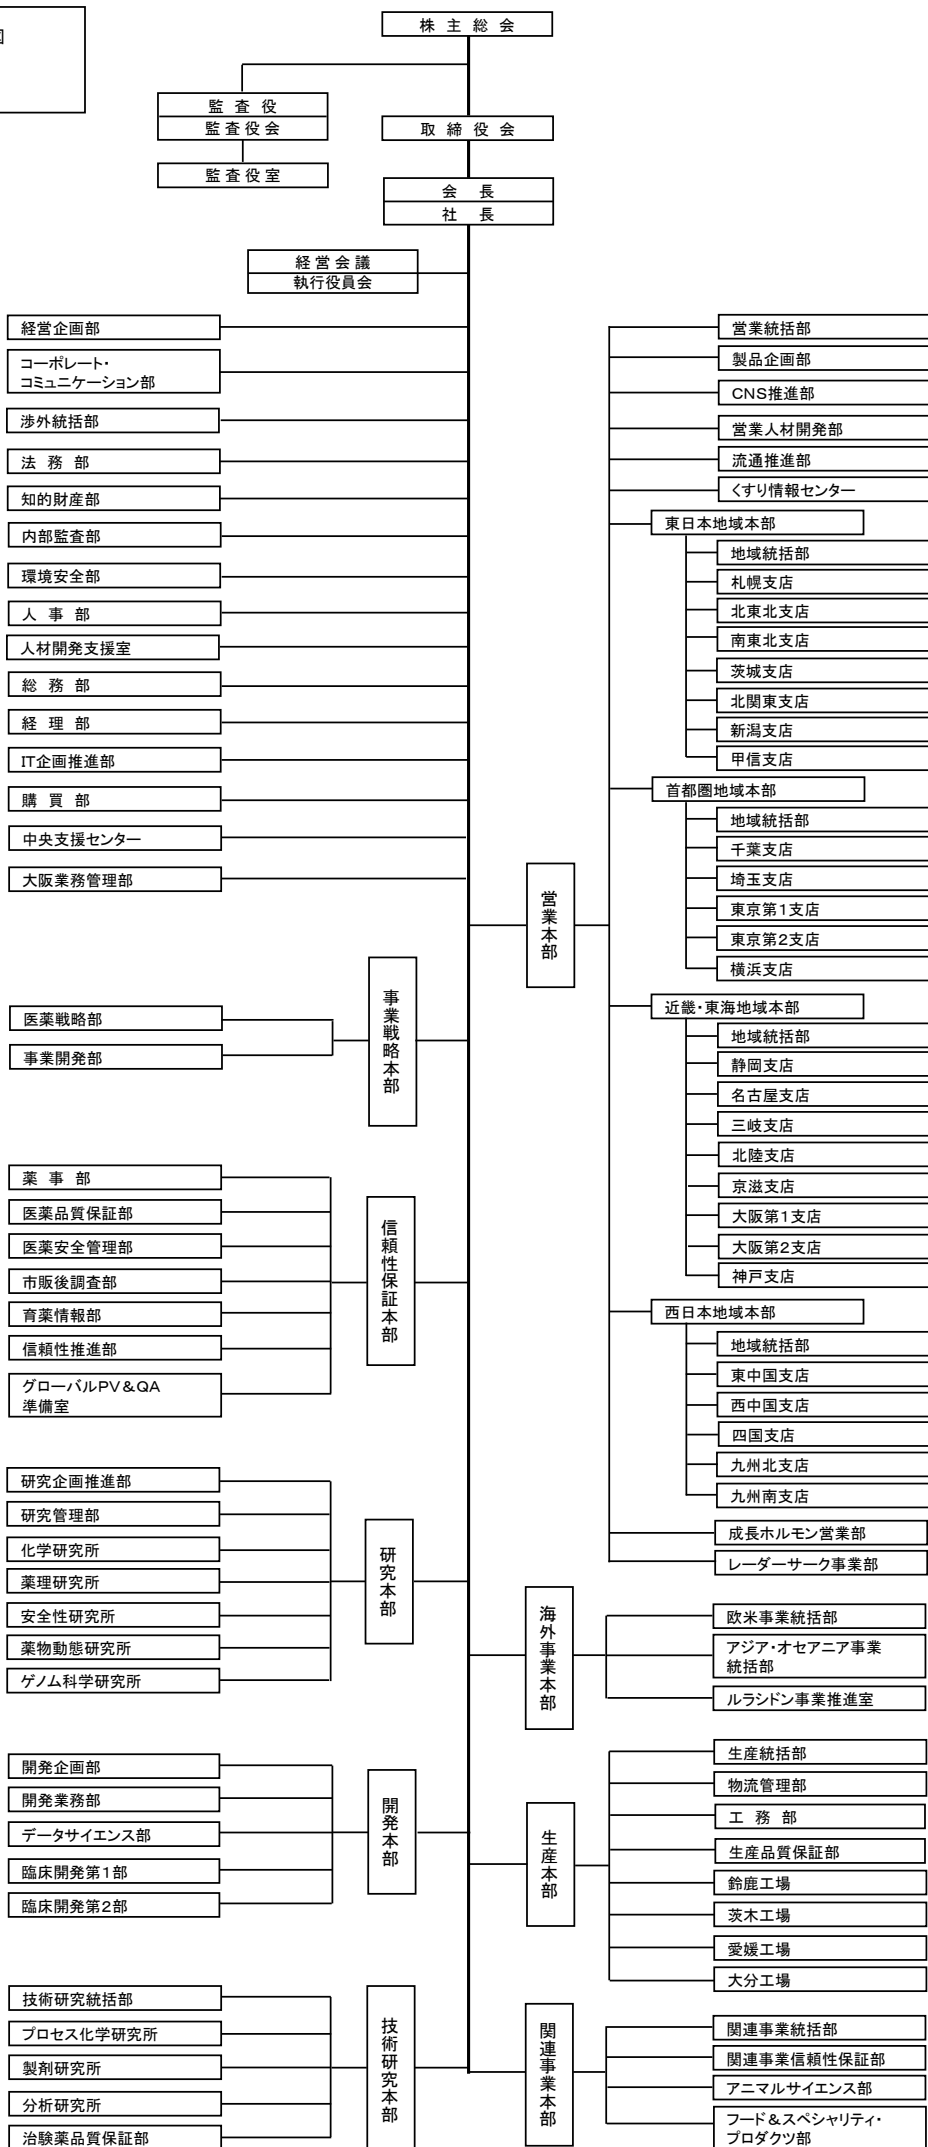 株主総会
監査役
監査役会
取締役会
監査役室
会長
社長
経営会議
執行役員会
経営企画部
コーポレート・
コミュニケーション部
渉外統括部
法務部
知的財産部
内部監査部
環境安全部
人事部
人材開発支援室
総務部
経理部
IT企画推進部
購買部
中央支援センター
大阪業務管理部
事業戦略本部
医薬戦略部
事業開発部
信頼性保証本部
薬事部
医薬品質保証部
医薬安全管理部
市販後調査部
育薬情報部
信頼性推進部
グローバルPV&QA
準備室
研究本部
研究企画推進部
研究管理部
化学研究所
薬理研究所
安全性研究所
薬物動態研究所
ゲノム科学研究所
開発本部
開発企画部
開発業務部
データサイエンス部
臨床開発第1部
臨床開発第2部
技術研究本部
技術研究統括部
プロセス化学研究所
製剤研究所
分析研究所
治験薬品質保証部
営業本部
営業統括部
製品企画部
CNS推進部
営業人材開発部
流通推進部
くすり情報センター
東日本地域本部
地域統括部
札幌支店
北東北支店
南東北支店
茨城支店
北関東支店
新潟支店
甲信支店
首都圏地域本部
地域統括部
千葉支店
埼玉支店
東京第1支店
東京第2支店
横浜支店
近畿・東海地域本部
地域統括部
静岡支店
名古屋支店
三岐支店
北陸支店
京滋支店
大阪第1支店
大阪第2支店
神戸支店
西日本地域本部
地域統括部
東中国支店
西中国支店
四国支店
九州北支店
九州南支店
成長ホルモン営業部
レーダーサーク事業部
海外事業本部
欧米事業統括部
アジア・オセアニア事業
統括部
ルラシドン事業推進室
生産本部
生産統括部
物流管理部
工務部
生産品質保証部
鈴鹿工場
茨木工場
愛媛工場
大分工場
関連事業本部
関連事業統括部
関連事業信頼性保証部
アニマルサイエンス部
フード&スペシャリティ・
プロダクツ部